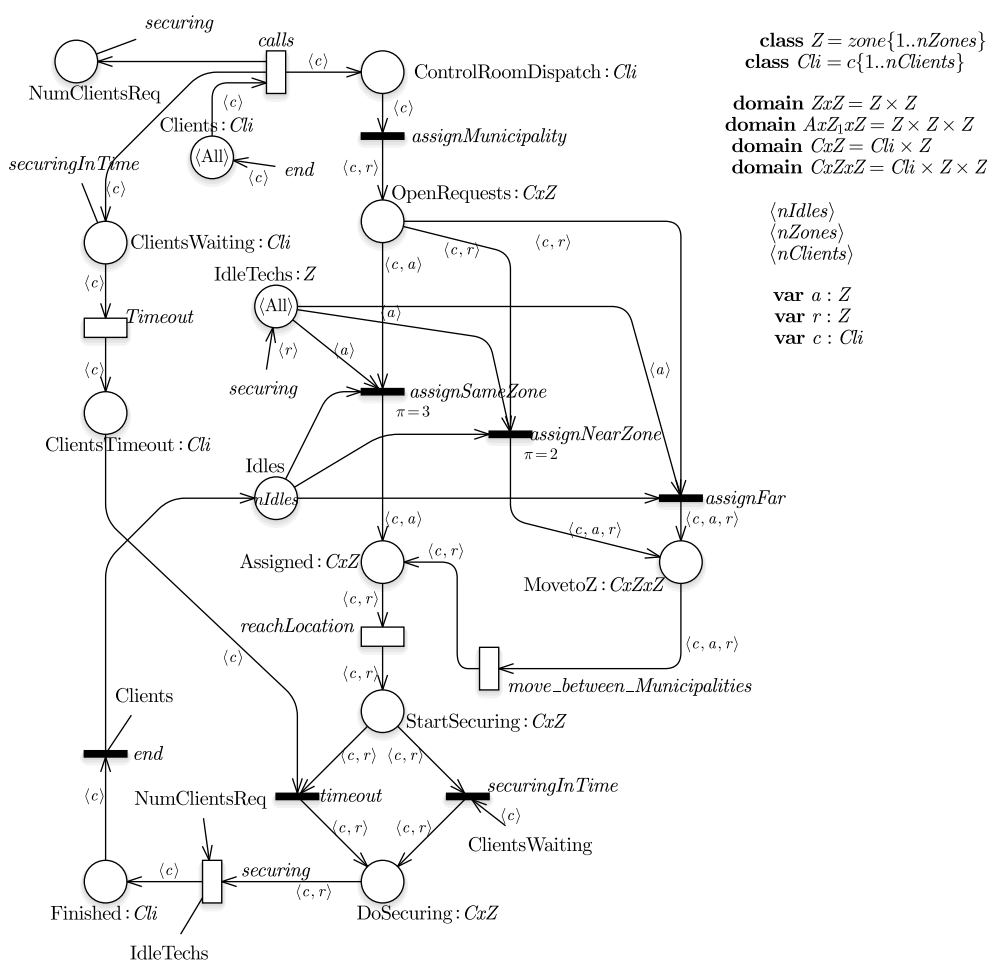 securing
calls
class Z = zone{1..nZones}
class Cli = c{1..nClients}
⟨c⟩
ControlRoomDispatch : Cli
NumClientsReq
⟨c⟩
⟨c⟩
domain ZxZ = Z × Z
domain AxZ₁xZ = Z × Z × Z
domain CxZ = Cli × Z
domain CxZxZ = Cli × Z × Z
Clients : Cli
assignMunicipality
⟨All⟩
securingInTime
⟨c⟩
end
⟨c, r⟩
⟨c⟩
OpenRequests : CxZ
⟨nIdles⟩
⟨nZones⟩
⟨nClients⟩
ClientsWaiting : Cli
⟨c, r⟩
⟨c, r⟩
⟨c, a⟩
IdleTechs : Z
⟨c⟩
var a : Z
var r : Z
var c : Cli
⟨All⟩
⟨a⟩
Timeout
⟨r⟩
⟨a⟩
⟨c⟩
⟨a⟩
securing
assignSameZone
π = 3
ClientsTimeout : Cli
assignNearZone
π = 2
Idles
nIdles
assignFar
⟨c, a⟩
⟨c, a, r⟩
⟨c, a, r⟩
Assigned : CxZ
⟨c, r⟩
MovetoZ : CxZxZ
⟨c, r⟩
reachLocation
⟨c⟩
⟨c, a, r⟩
⟨c, r⟩
move_between_Municipalities
Clients
StartSecuring : CxZ
end
⟨c, r⟩
⟨c, r⟩
⟨c⟩
NumClientsReq
timeout
securingInTime
⟨c⟩
⟨c, r⟩
⟨c, r⟩
ClientsWaiting
⟨c⟩
securing
⟨c, r⟩
Finished : Cli
DoSecuring : CxZ
IdleTechs